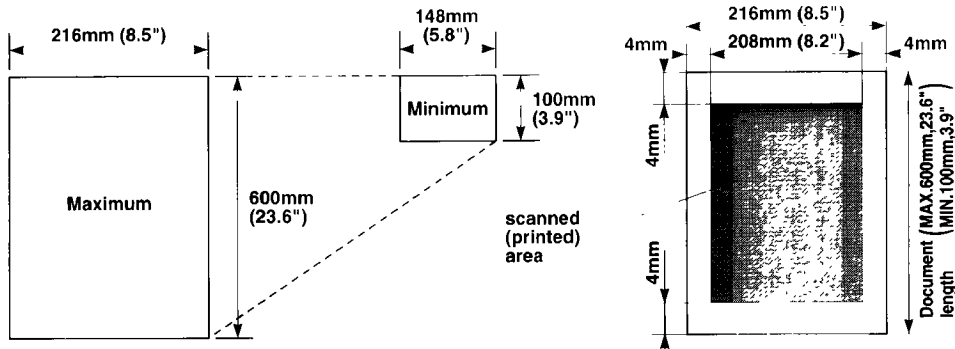 216mm (8.5")
148mm
(5.8")
Minimum
100mm
(3.9")
Maximum
600mm
(23.6")
scanned
(printed)
area
216mm (8.5")
4mm
208mm (8.2")
4mm
4mm
4mm
Document (MAX.600mm,23.6"
length MIN.100mm,3.9")